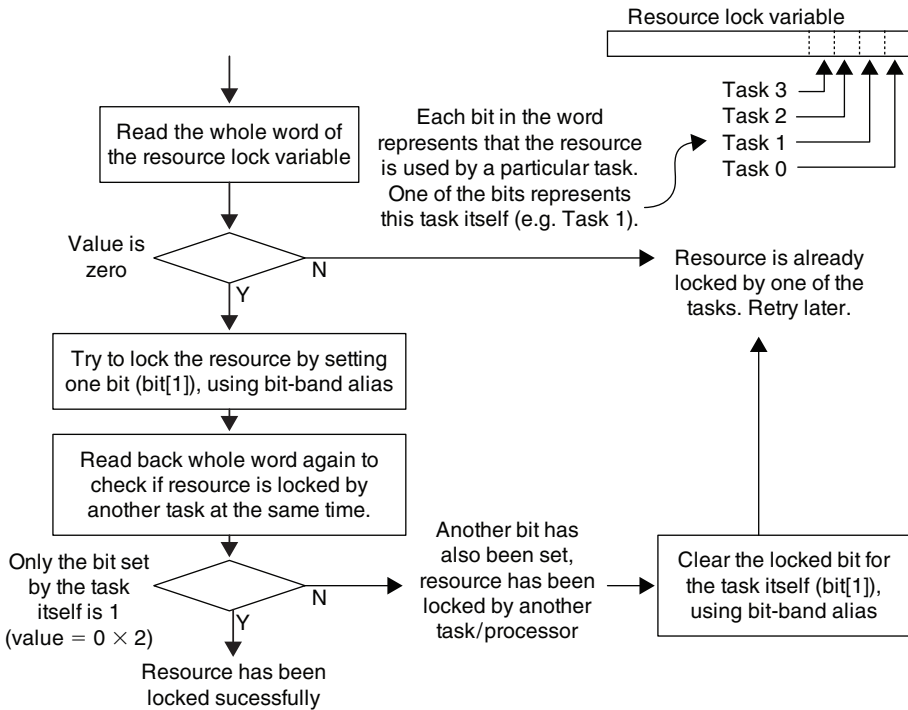 Resource lock variable
Task 3
Task 2
Task 1
Task 0
Each bit in the word
represents that the resource
is used by a particular task.
One of the bits represents
this task itself (e.g. Task 1).
Read the whole word of
the resource lock variable
Value is
zero
N
Y
Resource is already
locked by one of the
tasks. Retry later.
Try to lock the resource by setting
one bit (bit[1]), using bit-band alias
Read back whole word again to
check if resource is locked by
another task at the same time.
Only the bit set
by the task
itself is 1
(value = 0 × 2)
N
Y
Another bit has
also been set,
resource has been
locked by another
task/processor
Clear the locked bit for
the task itself (bit[1]),
using bit-band alias
Resource has been
locked sucessfully